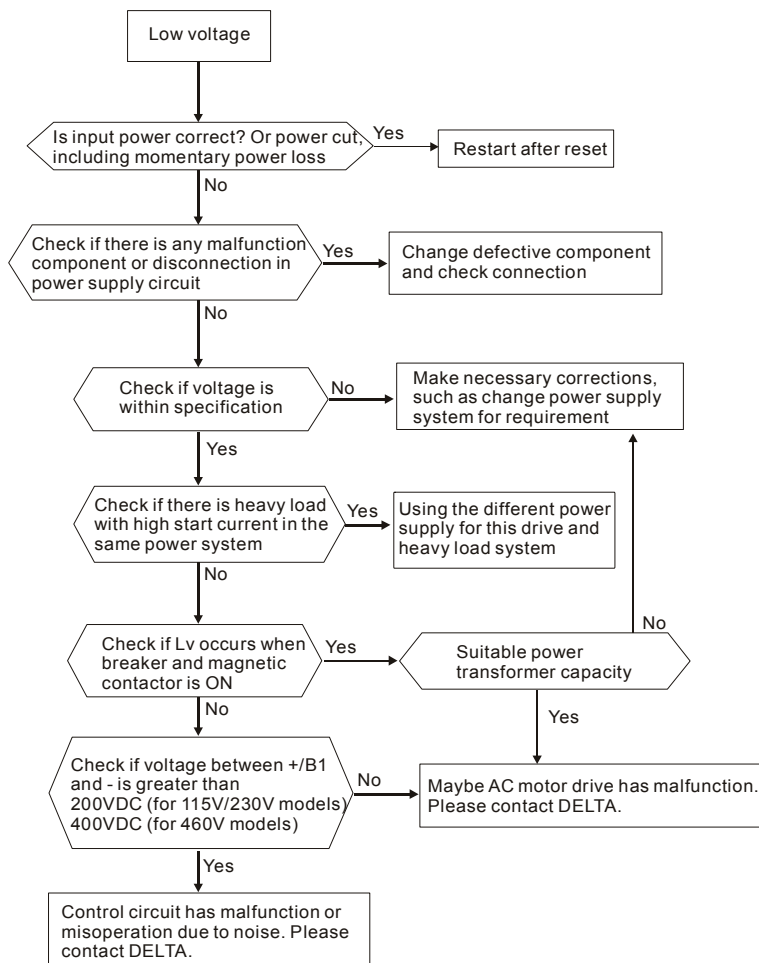 Low voltage
Is input power correct? Or power cut,
including momentary power loss
Yes
Restart after reset
No
Check if there is any malfunction
component or disconnection in
power supply circuit
Yes
Change defective component
and check connection
No
Check if voltage is
within specification
No
Make necessary corrections,
such as change power supply
system for requirement
Yes
Check if there is heavy load
with high start current in the
same power system
Yes
Using the different power
supply for this drive and
heavy load system
No
Check if Lv occurs when
breaker and magnetic
contactor is ON
Yes
Suitable power
transformer capacity
No
Yes
No
Check if voltage between +/B1
and - is greater than
200VDC (for 115V/230V models)
400VDC (for 460V models)
No
Maybe AC motor drive has malfunction.
Please contact DELTA.
Yes
Control circuit has malfunction or
misoperation due to noise. Please
contact DELTA.